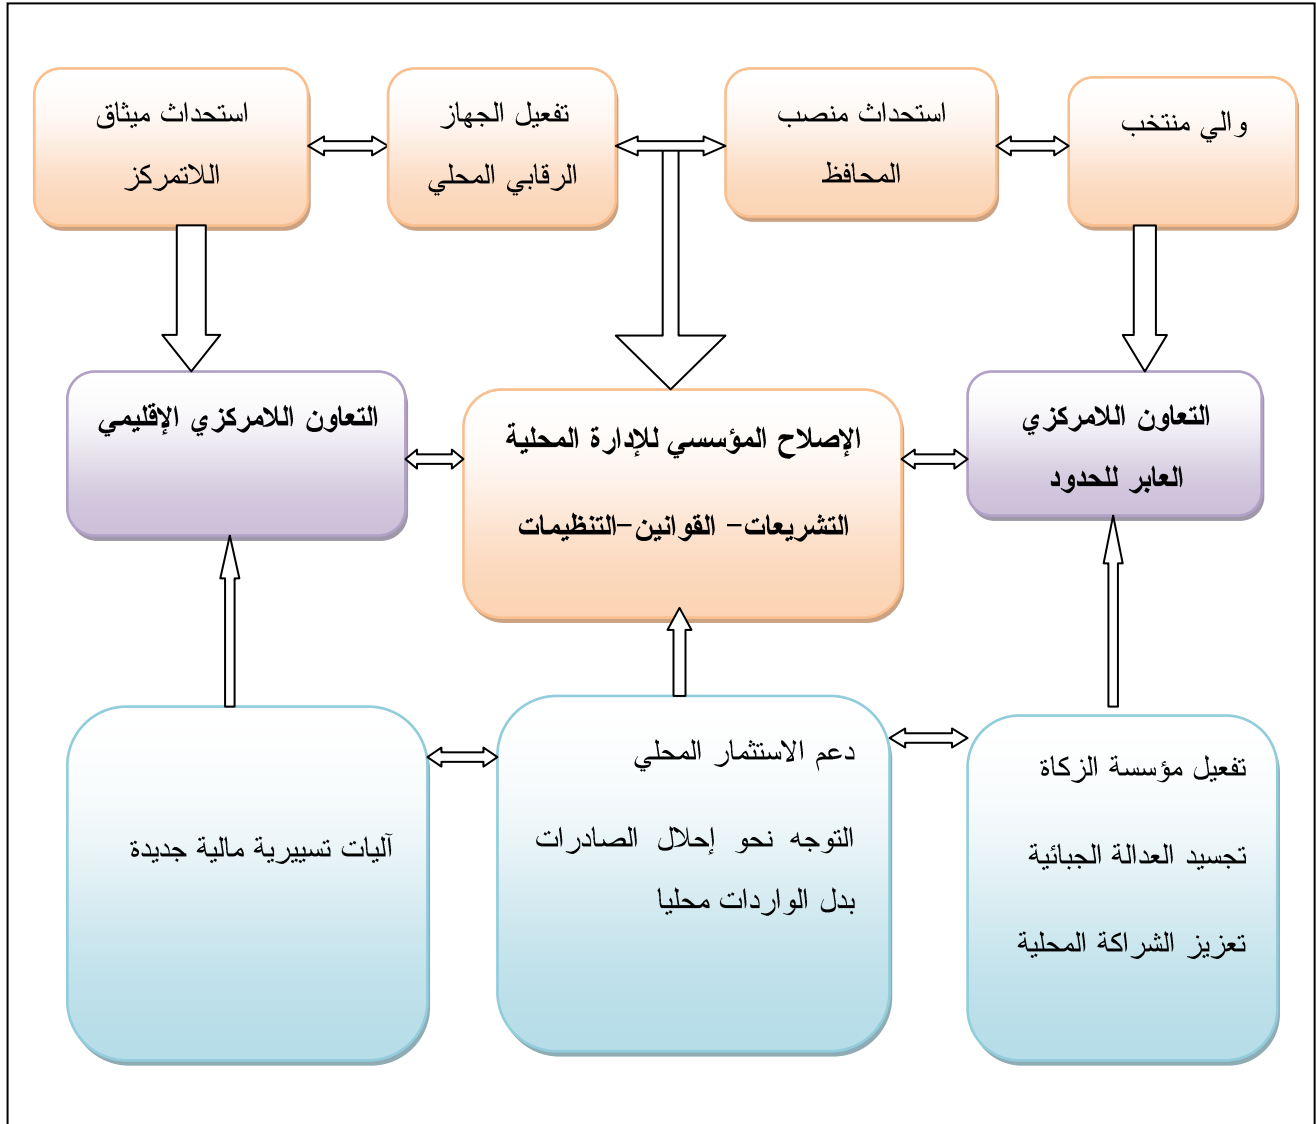 والي منتخب
استحداث منصب
المحافظ
تفعيل الجهاز
الرقابي المحلي
استحداث ميثاق
اللاتمركز
التعاون اللامركزي
العابر للحدود
الإصلاح المؤسسي للإدارة المحلية
التشريعات- القوانين-التنظيمات
التعاون اللامركزي الإقليمي
تفعيل مؤسسة الزكاة
تجسيد العدالة الجبائية
تعزيز الشراكة المحلية
دعم الاستثمار المحلي
التوجه نحو إحلال الصادرات
بدل الواردات محليا
آليات تسييرية مالية جديدة